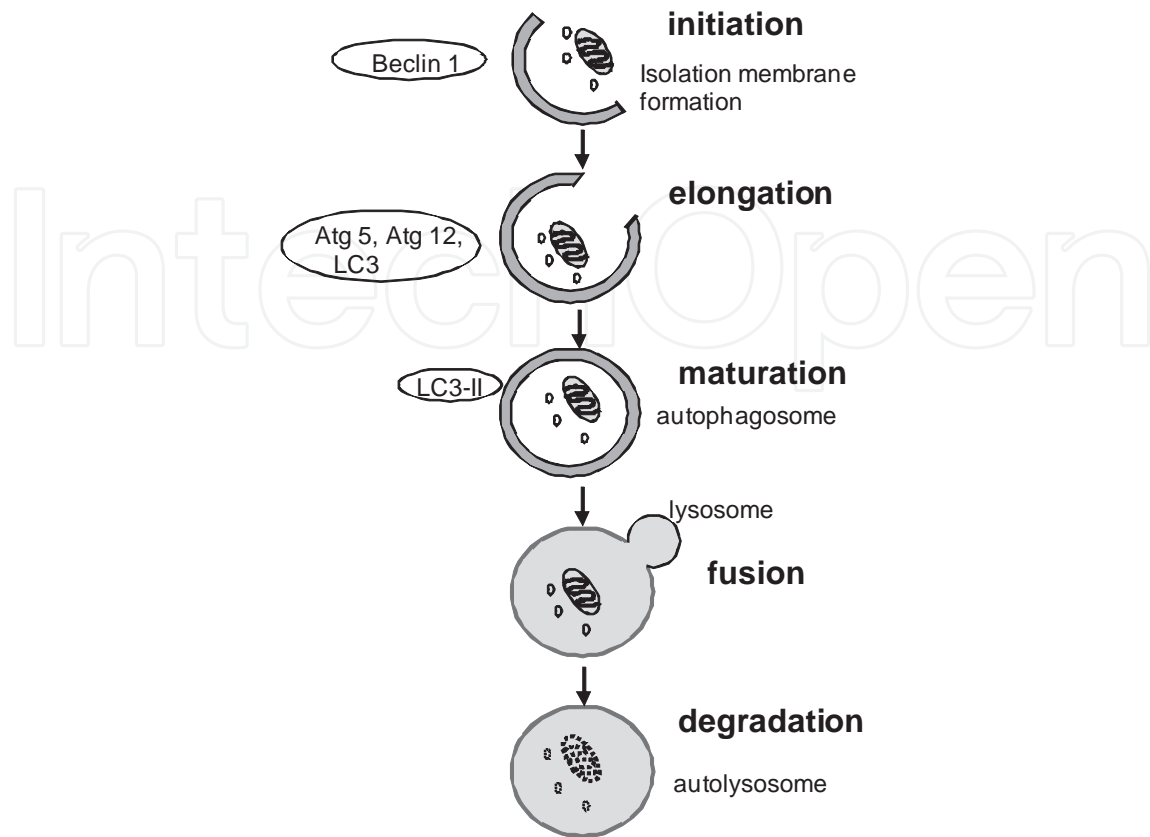 initiation
Beclin 1
Isolation membrane
formation
elongation
Atg 5, Atg 12,
LC3
IntechOpen
maturation
LC3-II
autophagosome
lysosome
fusion
degradation
autolysosome